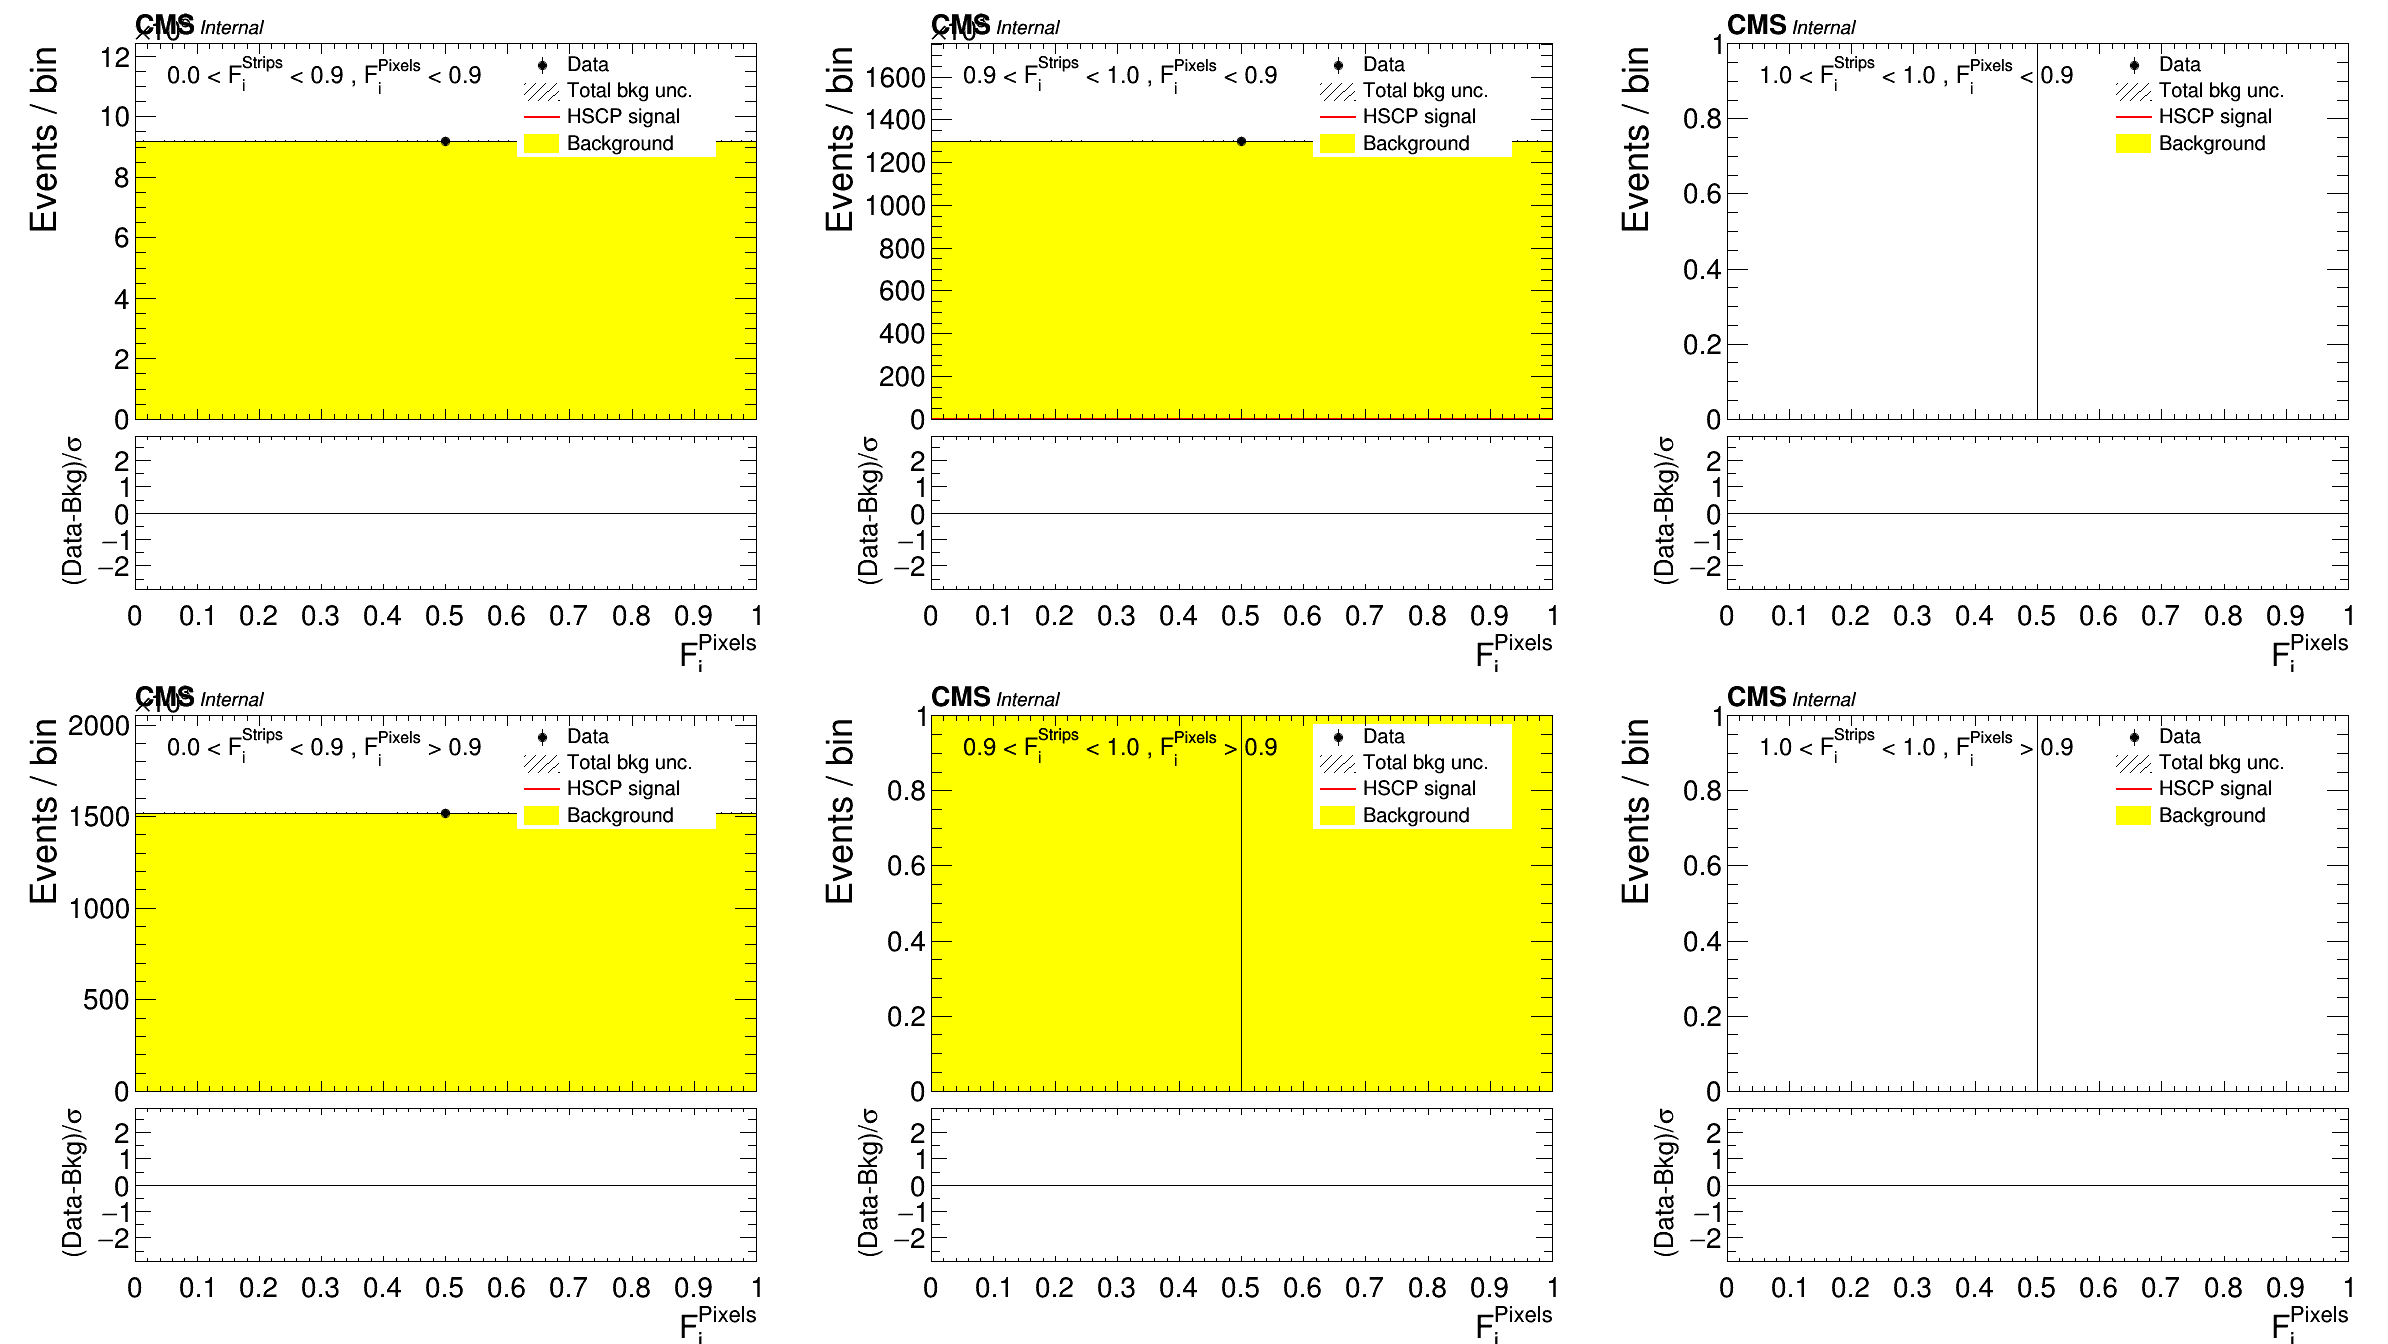 CMS Internal
0.0 < F_i^Strips < 0.9 , F_i^Pixels < 0.9
Data
Total bkg unc.
HSCP signal
Background
Events / bin
12
10
8
6
4
2
0
(Data-Bkg)/σ
2
1
0
−1
−2
0 0.1 0.2 0.3 0.4 0.5 0.6 0.7 0.8 0.9 1
F_i^Pixels
CMS Internal
0.9 < F_i^Strips < 1.0 , F_i^Pixels < 0.9
Data
Total bkg unc.
HSCP signal
Background
Events / bin
1600
1400
1200
1000
800
600
400
200
0
(Data-Bkg)/σ
2
1
0
−1
−2
0 0.1 0.2 0.3 0.4 0.5 0.6 0.7 0.8 0.9 1
F_i^Pixels
CMS Internal
1.0 < F_i^Strips < 1.0 , F_i^Pixels < 0.9
Data
Total bkg unc.
HSCP signal
Background
Events / bin
1
0.8
0.6
0.4
0.2
0
(Data-Bkg)/σ
2
1
0
−1
−2
0 0.1 0.2 0.3 0.4 0.5 0.6 0.7 0.8 0.9 1
F_i^Pixels
CMS Internal
0.0 < F_i^Strips < 0.9 , F_i^Pixels > 0.9
Data
Total bkg unc.
HSCP signal
Background
Events / bin
2000
1500
1000
500
0
(Data-Bkg)/σ
2
1
0
−1
−2
0 0.1 0.2 0.3 0.4 0.5 0.6 0.7 0.8 0.9 1
F_i^Pixels
CMS Internal
0.9 < F_i^Strips < 1.0 , F_i^Pixels > 0.9
Data
Total bkg unc.
HSCP signal
Background
Events / bin
1
0.8
0.6
0.4
0.2
0
(Data-Bkg)/σ
2
1
0
−1
−2
0 0.1 0.2 0.3 0.4 0.5 0.6 0.7 0.8 0.9 1
F_i^Pixels
CMS Internal
1.0 < F_i^Strips < 1.0 , F_i^Pixels > 0.9
Data
Total bkg unc.
HSCP signal
Background
Events / bin
1
0.8
0.6
0.4
0.2
0
(Data-Bkg)/σ
2
1
0
−1
−2
0 0.1 0.2 0.3 0.4 0.5 0.6 0.7 0.8 0.9 1
F_i^Pixels